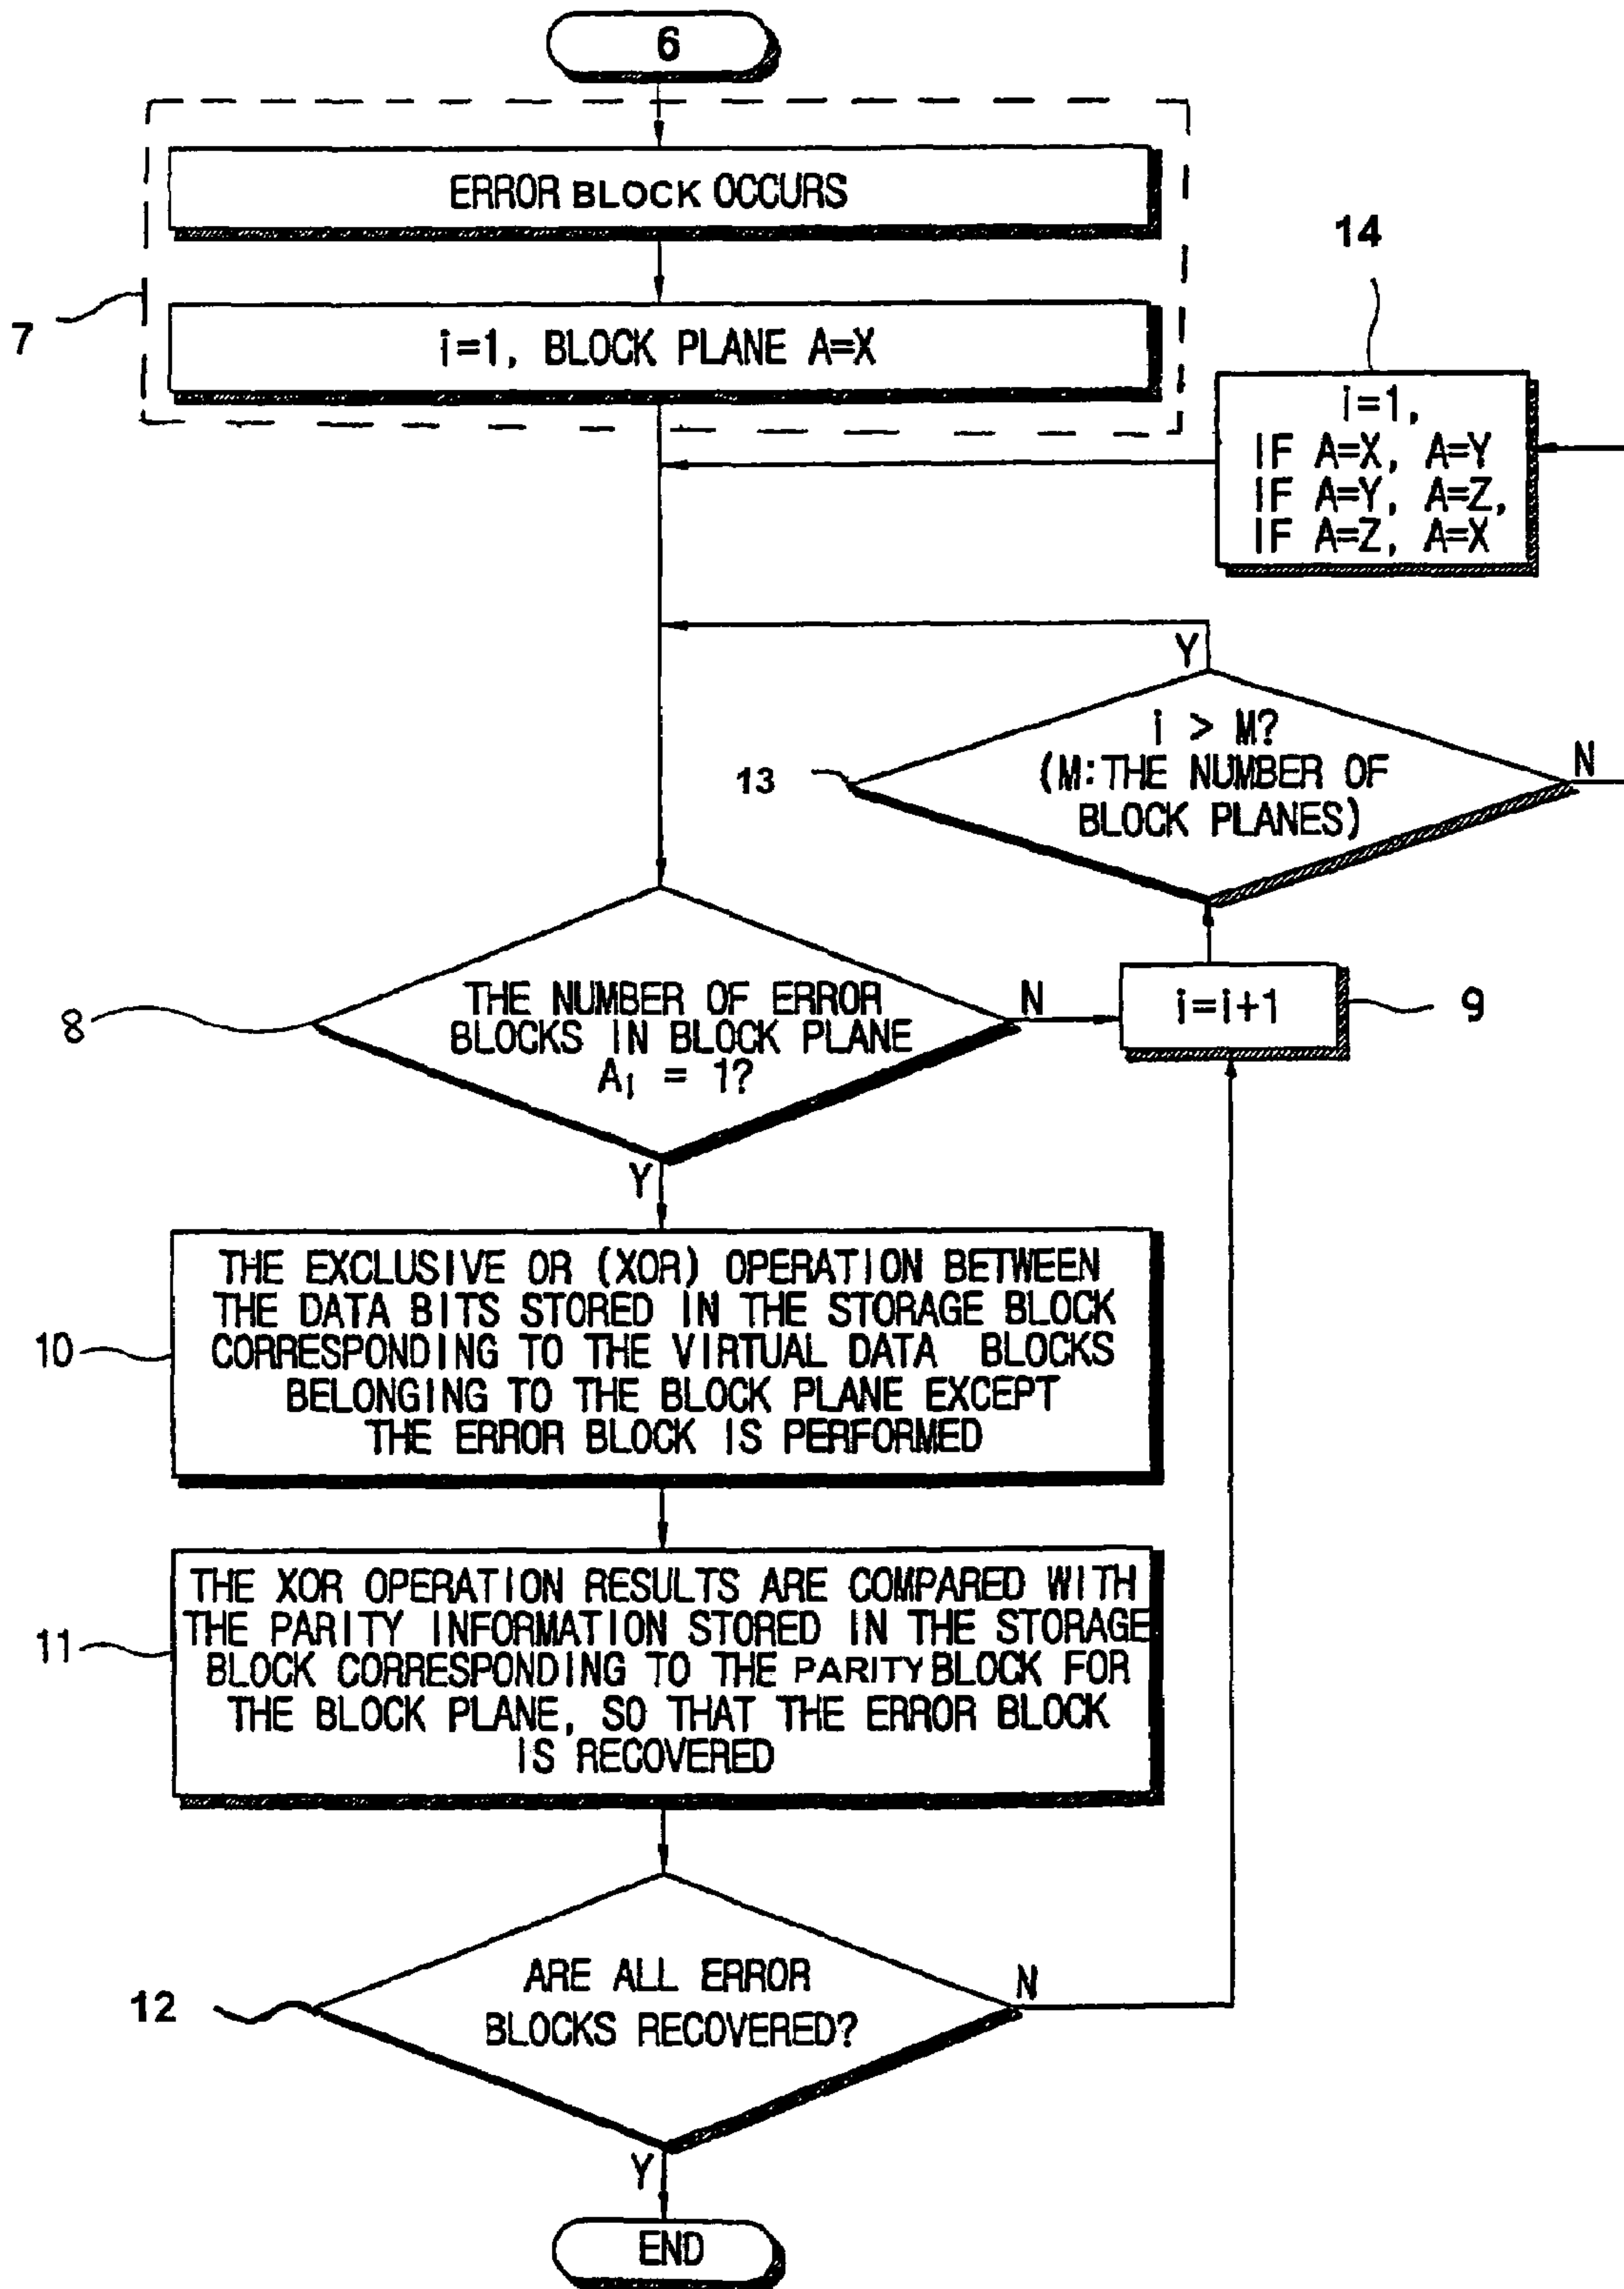 6
ERROR BLOCK OCCURS
7
i=1, BLOCK PLANE A=X
14
i=1,
IF A=X, A=Y
IF A=Y, A=Z,
IF A=Z, A=X
Y
13
i > M?
(M:THE NUMBER OF
BLOCK PLANES)
N
8
THE NUMBER OF ERROR
BLOCKS IN BLOCK PLANE
Ai = 1?
N
i=i+1
9
Y
10
THE EXCLUSIVE OR (XOR) OPERATION BETWEEN
THE DATA BITS STORED IN THE STORAGE BLOCK
CORRESPONDING TO THE VIRTUAL DATA BLOCKS
BELONGING TO THE BLOCK PLANE EXCEPT
THE ERROR BLOCK IS PERFORMED
11
THE XOR OPERATION RESULTS ARE COMPARED WITH
THE PARITY INFORMATION STORED IN THE STORAGE
BLOCK CORRESPONDING TO THE PARITY BLOCK FOR
THE BLOCK PLANE, SO THAT THE ERROR BLOCK
IS RECOVERED
12
ARE ALL ERROR
BLOCKS RECOVERED?
N
Y
END